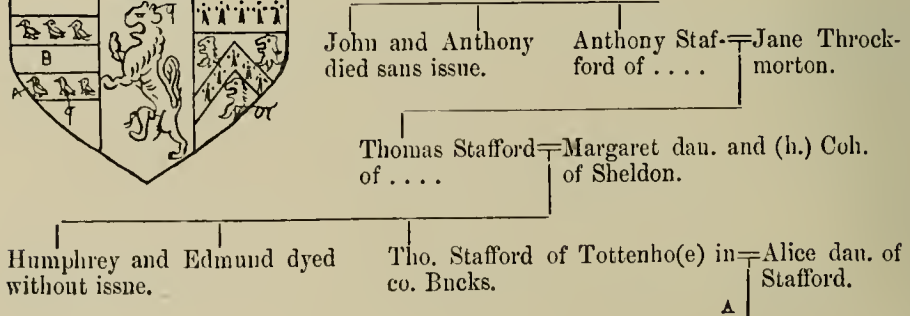 B
John and Anthony
died sans issue.
Anthony Staf-=Jane Throck-
ford of . . . . morton.
Thomas Stafford=Margaret dau. and (h.) Coh.
of . . . . of Sheldon.
Humphrey and Edmund dyed
without issue.
Tho. Stafford of Tottenho(e) in=Alice dau. of
co. Bucks. Stafford.
A